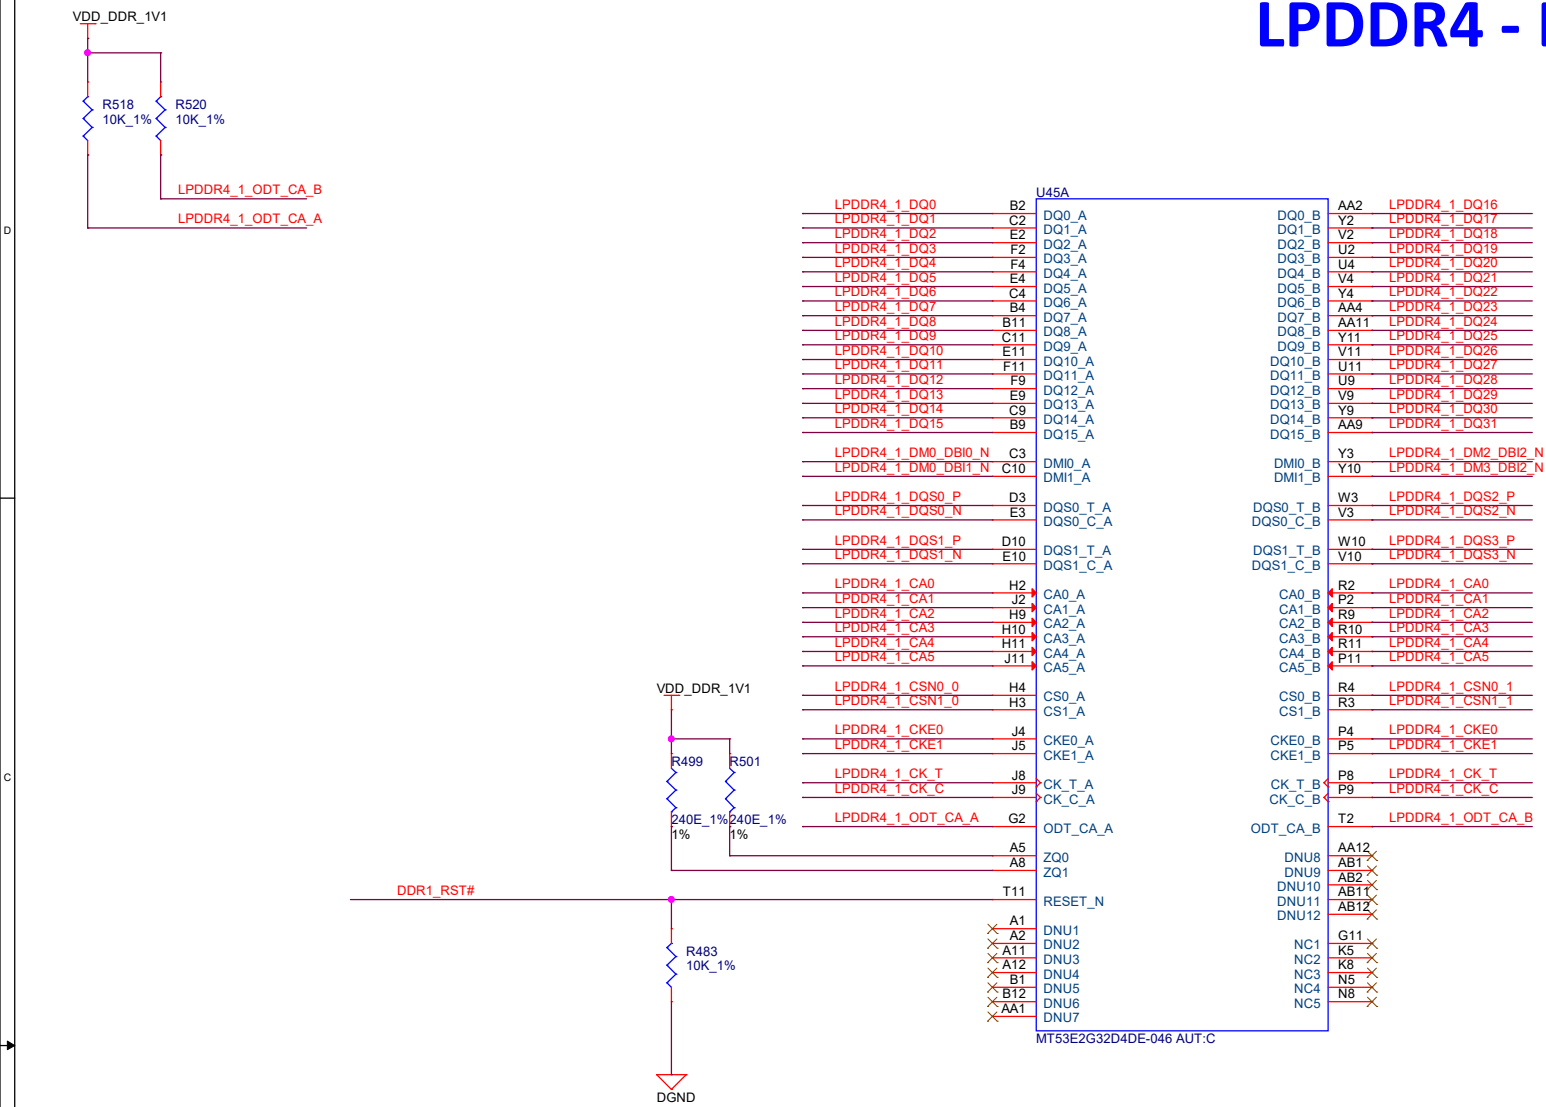 LPDDR4 -
VDD_DDR_1V1
R518
10K_1%
R520
10K_1%
LPDDR4_1_ODT_CA_B
LPDDR4_1_ODT_CA_A
D
C
U45A
LPDDR4_1_DQ0 B2 DQ0_A DQ0_B AA2 LPDDR4_1_DQ16
LPDDR4_1_DQ1 C2 DQ1_A DQ1_B Y2 LPDDR4_1_DQ17
LPDDR4_1_DQ2 E2 DQ2_A DQ2_B V2 LPDDR4_1_DQ18
LPDDR4_1_DQ3 F2 DQ3_A DQ3_B U2 LPDDR4_1_DQ19
LPDDR4_1_DQ4 F4 DQ4_A DQ4_B U4 LPDDR4_1_DQ20
LPDDR4_1_DQ5 E4 DQ5_A DQ5_B V4 LPDDR4_1_DQ21
LPDDR4_1_DQ6 C4 DQ6_A DQ6_B Y4 LPDDR4_1_DQ22
LPDDR4_1_DQ7 B4 DQ7_A DQ7_B AA4 LPDDR4_1_DQ23
LPDDR4_1_DQ8 B11 DQ8_A DQ8_B AA11 LPDDR4_1_DQ24
LPDDR4_1_DQ9 C11 DQ9_A DQ9_B Y11 LPDDR4_1_DQ25
LPDDR4_1_DQ10 E11 DQ10_A DQ10_B V11 LPDDR4_1_DQ26
LPDDR4_1_DQ11 F11 DQ11_A DQ11_B U11 LPDDR4_1_DQ27
LPDDR4_1_DQ12 F9 DQ12_A DQ12_B U9 LPDDR4_1_DQ28
LPDDR4_1_DQ13 E9 DQ13_A DQ13_B V9 LPDDR4_1_DQ29
LPDDR4_1_DQ14 C9 DQ14_A DQ14_B Y9 LPDDR4_1_DQ30
LPDDR4_1_DQ15 B9 DQ15_A DQ15_B AA9 LPDDR4_1_DQ31
LPDDR4_1_DM0_DBI0_N C3 DMI0_A DMI0_B Y3 LPDDR4_1_DM2_DBI2_N
LPDDR4_1_DM0_DBI1_N C10 DMI1_A DMI1_B Y10 LPDDR4_1_DM3_DBI2_N
LPDDR4_1_DQS0_P D3 DQS0_T_A DQS0_T_B W3 LPDDR4_1_DQS2_P
LPDDR4_1_DQS0_N E3 DQS0_C_A DQS0_C_B V3 LPDDR4_1_DQS2_N
LPDDR4_1_DQS1_P D10 DQS1_T_A DQS1_T_B W10 LPDDR4_1_DQS3_P
LPDDR4_1_DQS1_N E10 DQS1_C_A DQS1_C_B V10 LPDDR4_1_DQS3_N
LPDDR4_1_CA0 H2 CA0_A CA0_B R2 LPDDR4_1_CA0
LPDDR4_1_CA1 J2 CA1_A CA1_B P2 LPDDR4_1_CA1
LPDDR4_1_CA2 H9 CA2_A CA2_B R9 LPDDR4_1_CA2
LPDDR4_1_CA3 H10 CA3_A CA3_B R10 LPDDR4_1_CA3
LPDDR4_1_CA4 H11 CA4_A CA4_B R11 LPDDR4_1_CA4
LPDDR4_1_CA5 J11 CA5_A CA5_B P11 LPDDR4_1_CA5
LPDDR4_1_CSN0_0 H4 CS0_A CS0_B R4 LPDDR4_1_CSN0_1
LPDDR4_1_CSN1_0 H3 CS1_A CS1_B R3 LPDDR4_1_CSN1_1
LPDDR4_1_CKE0 J4 CKE0_A CKE0_B P4 LPDDR4_1_CKE0
LPDDR4_1_CKE1 J5 CKE1_A CKE1_B P5 LPDDR4_1_CKE1
LPDDR4_1_CK_T J8 CK_T_A CK_T_B P8 LPDDR4_1_CK_T
LPDDR4_1_CK_C J9 CK_C_A CK_C_B P9 LPDDR4_1_CK_C
LPDDR4_1_ODT_CA_A G2 ODT_CA_A ODT_CA_B T2 LPDDR4_1_ODT_CA_B
VDD_DDR_1V1
R499 R501
240E_1% 240E_1%
1% 1%
A5 ZQ0 DNU8 AA12
A8 ZQ1 DNU9 AB1
DNU10 AB2
DDR1_RST# T11 RESET_N DNU11 AB11
DNU12 AB12
A1 DNU1
A2 DNU2 NC1 G11
A11 DNU3 NC2 K5
A12 DNU4 NC3 K8
B1 DNU5 NC4 N5
B12 DNU6 NC5 N8
AA1 DNU7
R483
10K_1%
MT53E2G32D4DE-046 AUT:C
DGND